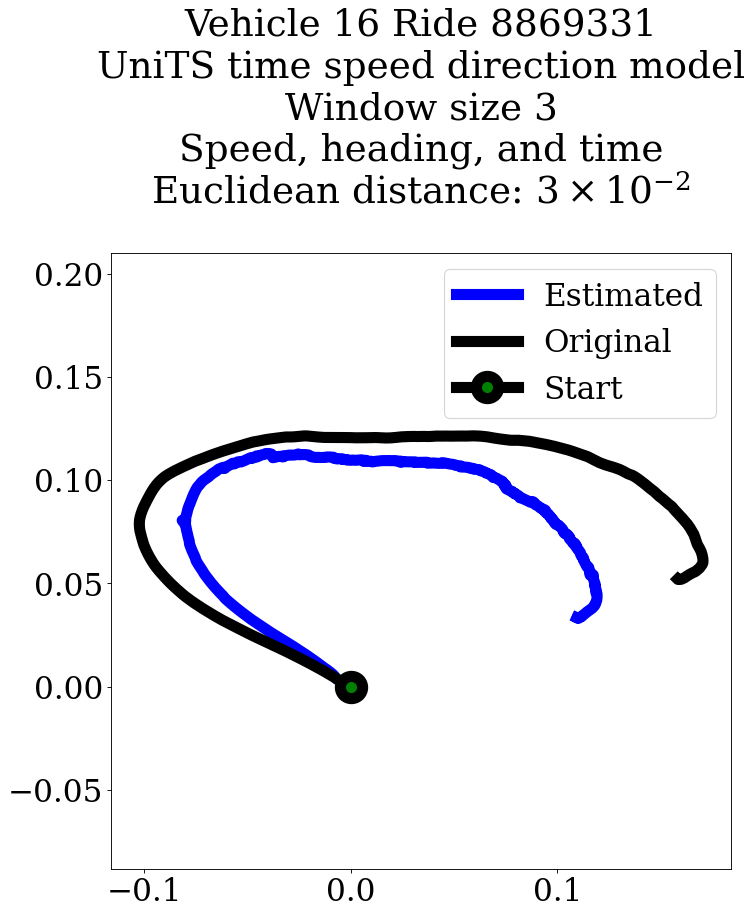 Vehicle 16 Ride 8869331
UniTS time speed direction model
Window size 3
Speed, heading, and time
Euclidean distance: 3 × 10⁻²
Estimated
Original
Start
0.20
0.15
0.10
0.05
0.00
−0.05
−0.1 0.0 0.1